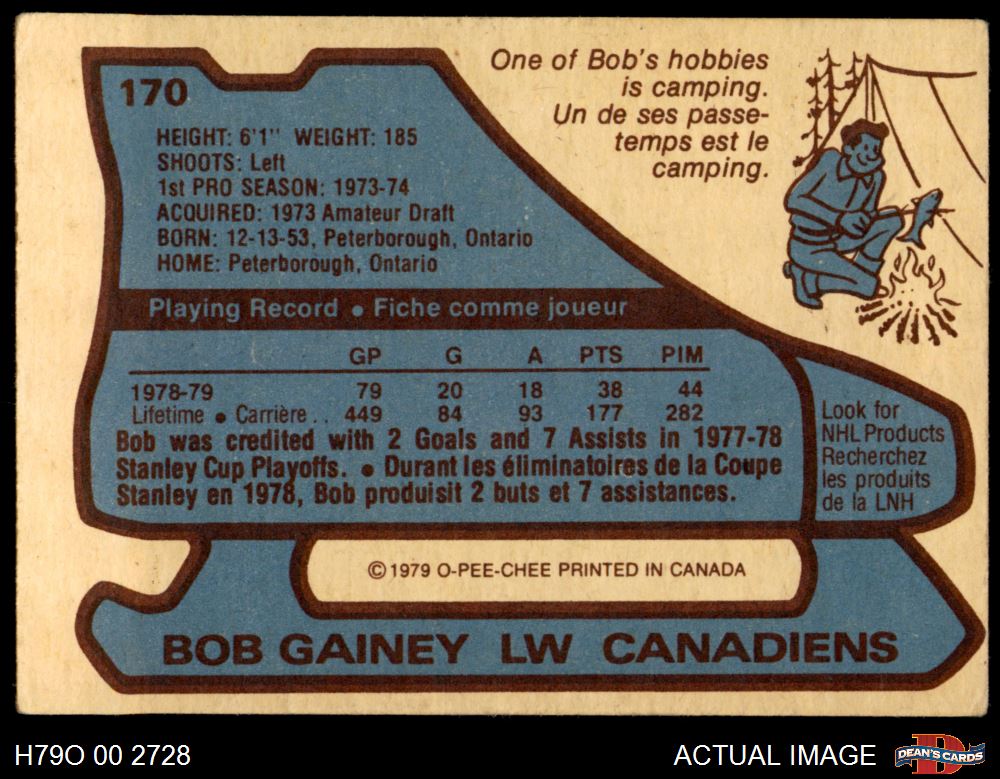 170
HEIGHT: 6'1" WEIGHT: 185
SHOOTS: Left
1st PRO SEASON: 1973-74
ACQUIRED: 1973 Amateur Draft
BORN: 12-13-53, Peterborough, Ontario
HOME: Peterborough, Ontario
One of Bob's hobbies
is camping.
Un de ses passe-
temps est le
camping.
Playing Record • Fiche comme joueur
GP G A PTS PIM
1978-79 79 20 18 38 44
Lifetime • Carrière . . 449 84 93 177 282
Bob was credited with 2 Goals and 7 Assists in 1977-78
Stanley Cup Playoffs. • Durant les éliminatoires de la Coupe
Stanley en 1978, Bob produisit 2 buts et 7 assistances.
Look for
NHL Products
Recherchez
les produits
de la LNH
© 1979 O-PEE-CHEE PRINTED IN CANADA
BOB GAINEY LW CANADIENS
H79O 00 2728
ACTUAL IMAGE
DEAN'S CARDS